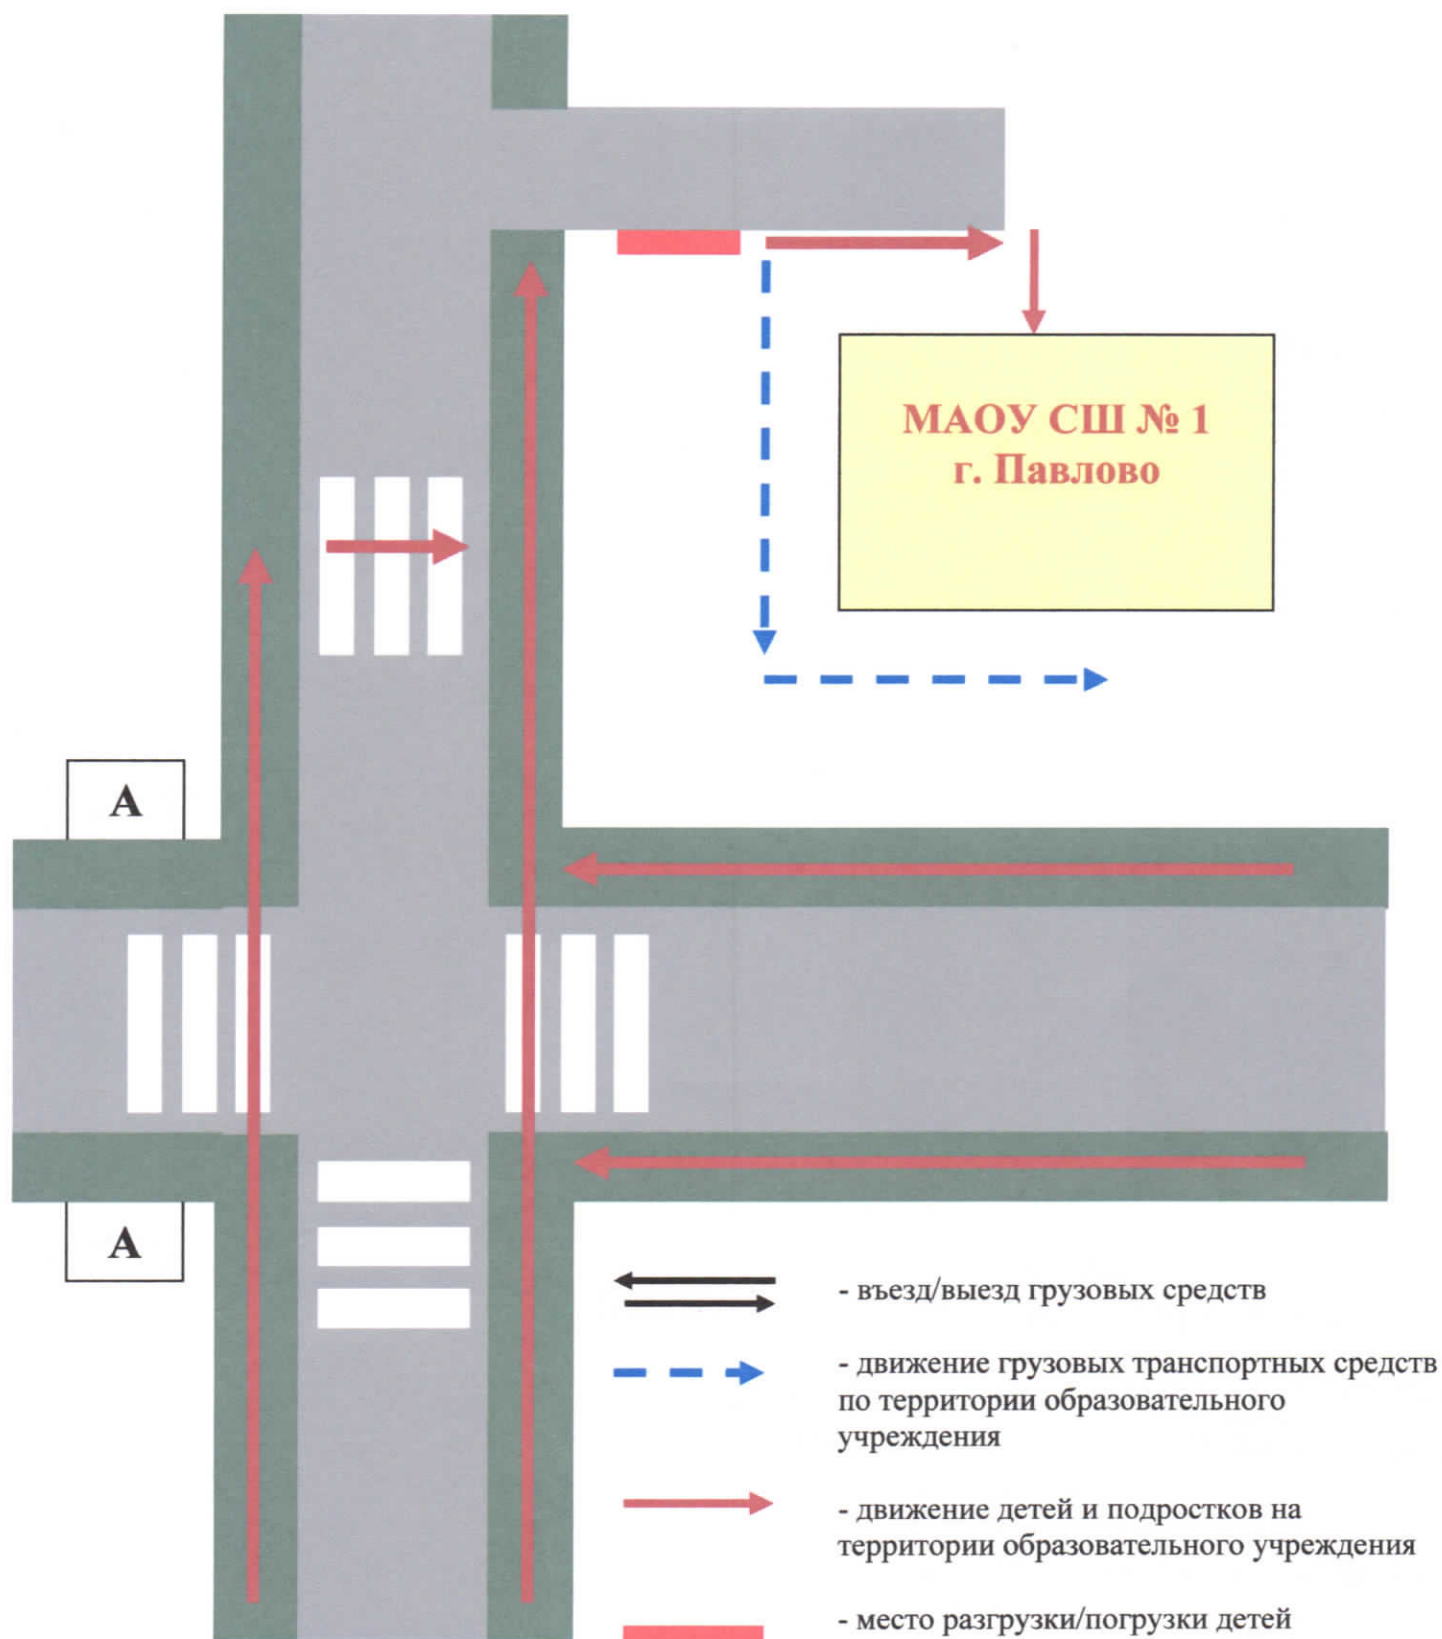 МАОУ СШ № 1
г. Павлово
А
А
- въезд/выезд грузовых средств
- движение грузовых транспортных средств
по территории образовательного
учреждения
- движение детей и подростков на
территории образовательного учреждения
- место разгрузки/погрузки детей